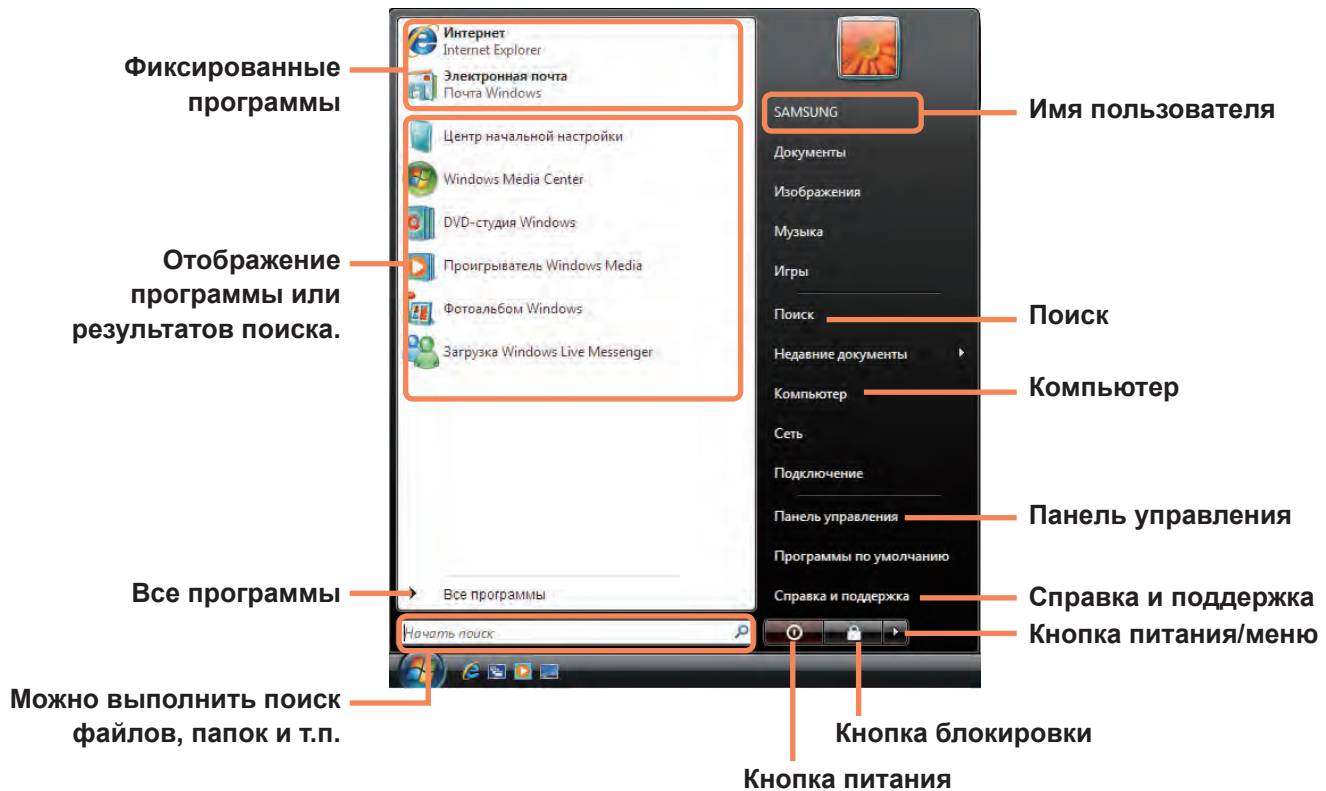 Фиксированные
программы
Отображение
программы или
результатов поиска.
Все программы
Можно выполнить поиск
файлов, папок и т.п.
Интернет
Internet Explorer
Электронная почта
Почта Windows
Центр начальной настройки
Windows Media Center
DVD-студия Windows
Проигрыватель Windows Media
Фотоальбом Windows
Загрузка Windows Live Messenger
Все программы
Начать поиск
SAMSUNG
Документы
Изображения
Музыка
Игры
Поиск
Недавние документы
Компьютер
Сеть
Подключение
Панель управления
Программы по умолчанию
Справка и поддержка
Имя пользователя
Поиск
Компьютер
Панель управления
Справка и поддержка
Кнопка питания/меню
Кнопка блокировки
Кнопка питания